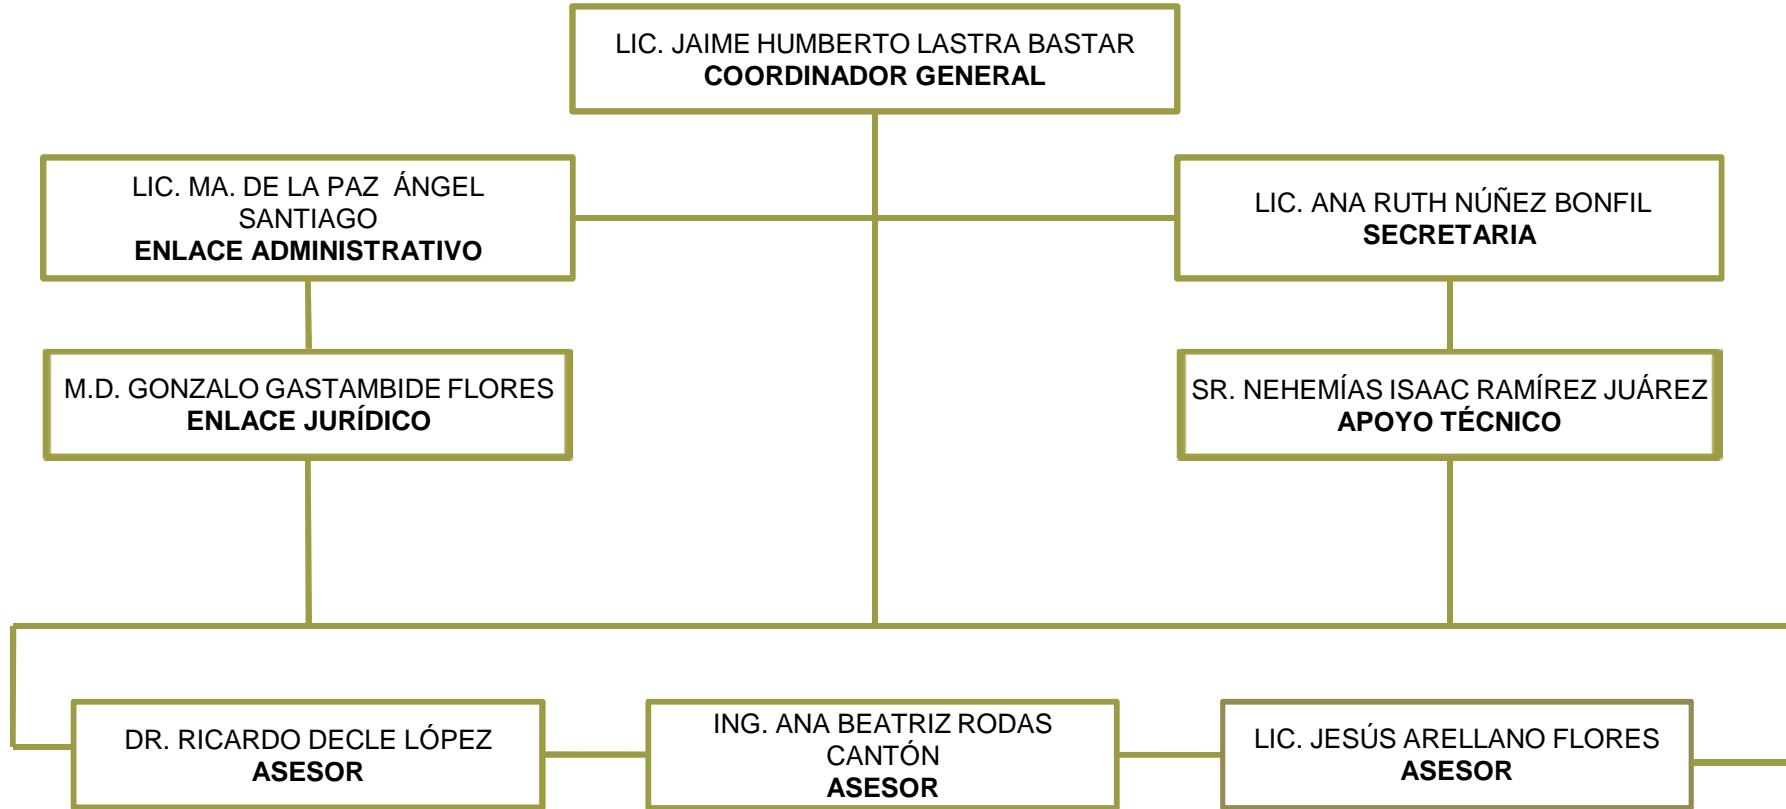 LIC. JAIME HUMBERTO LASTRA BASTAR
COORDINADOR GENERAL
LIC. MA. DE LA PAZ ÁNGEL
SANTIAGO
ENLACE ADMINISTRATIVO
LIC. ANA RUTH NÚÑEZ BONFIL
SECRETARIA
M.D. GONZALO GASTAMBIDE FLORES
ENLACE JURÍDICO
SR. NEHEMÍAS ISAAC RAMÍREZ JUÁREZ
APOYO TÉCNICO
DR. RICARDO DECLE LÓPEZ
ASESOR
ING. ANA BEATRIZ RODAS
CANTÓN
ASESOR
LIC. JESÚS ARELLANO FLORES
ASESOR